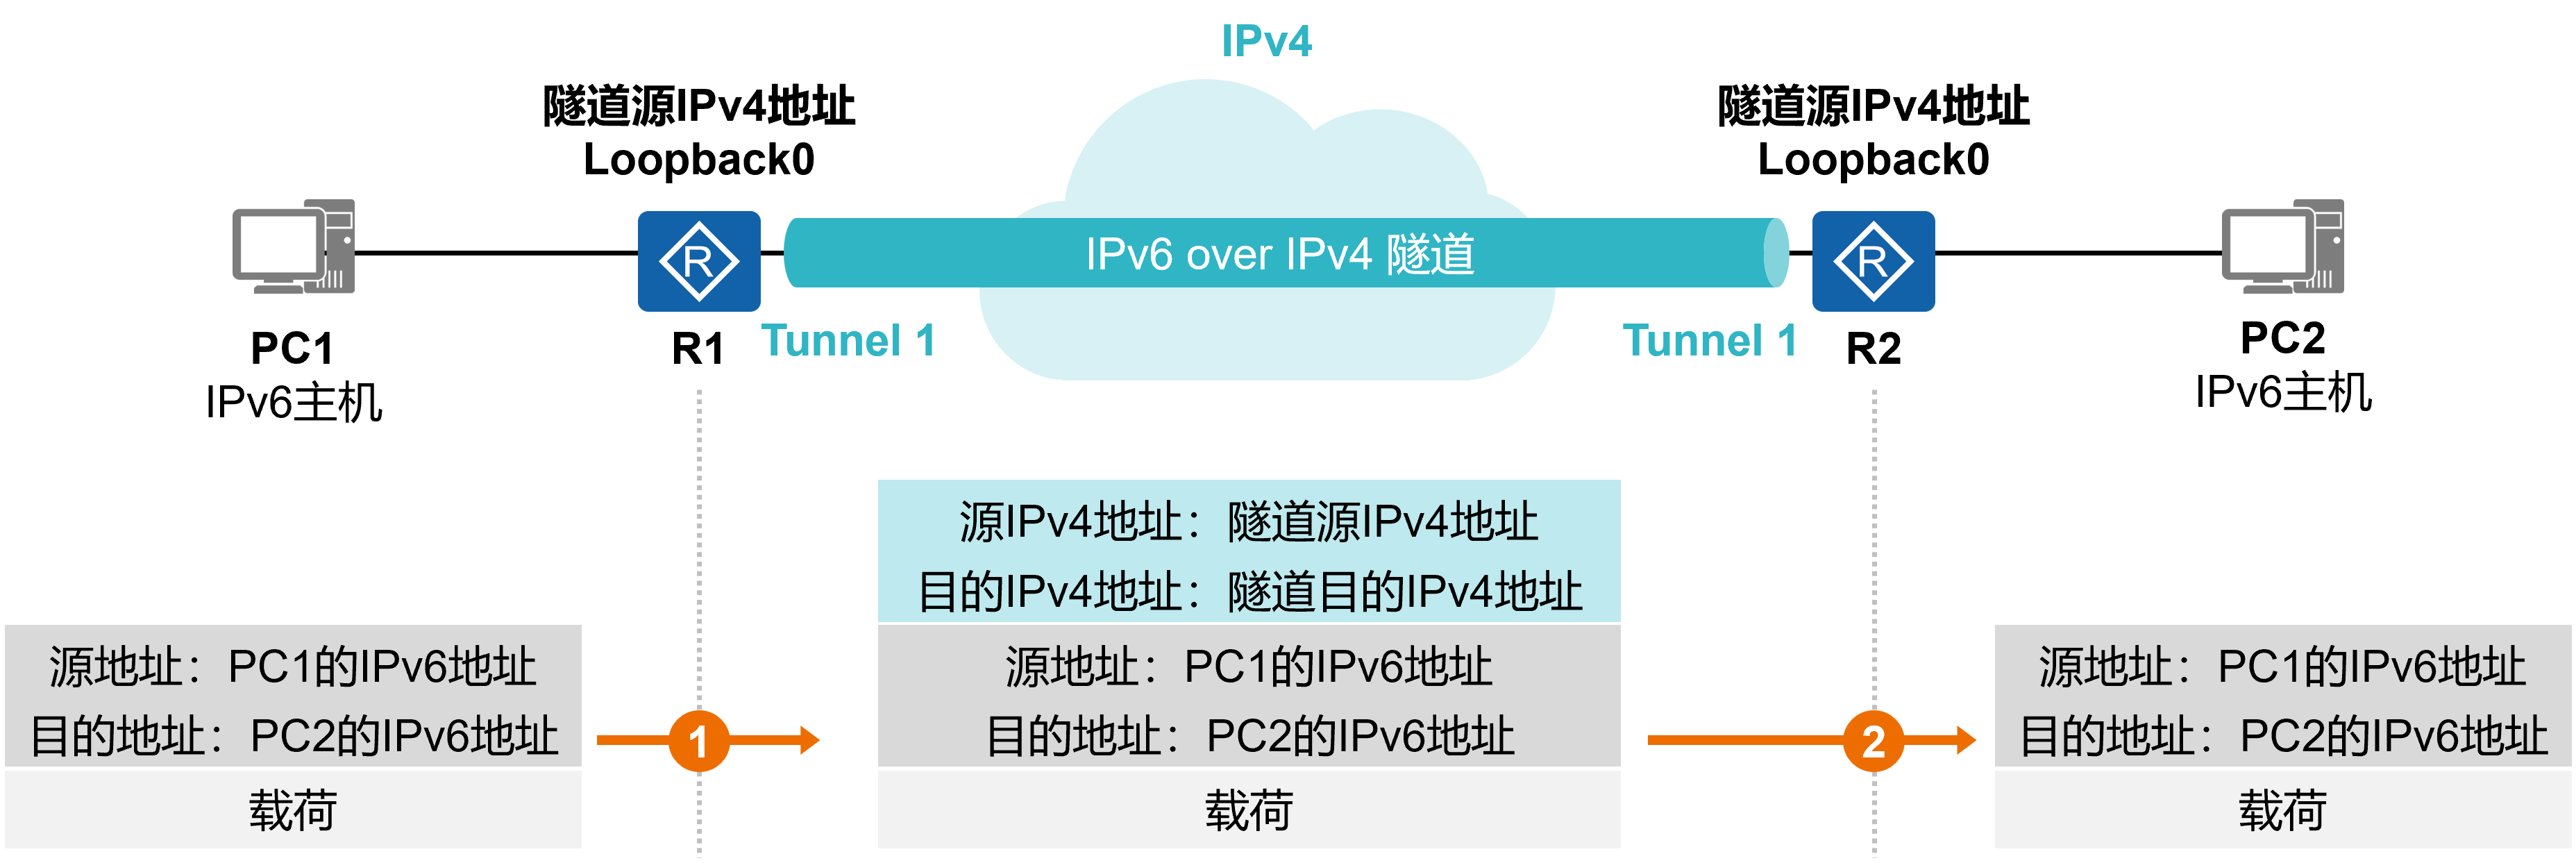 IPv4
隧道源IPv4地址
Loopback0
隧道源IPv4地址
Loopback0
R
IPv6 over IPv4 隧道
R
PC1
IPv6主机
R1
Tunnel 1
Tunnel 1
R2
PC2
IPv6主机
源IPv4地址：隧道源IPv4地址
目的IPv4地址：隧道目的IPv4地址
源地址：PC1的IPv6地址
目的地址：PC2的IPv6地址
载荷
1
源地址：PC1的IPv6地址
目的地址：PC2的IPv6地址
载荷
2
源地址：PC1的IPv6地址
目的地址：PC2的IPv6地址
载荷